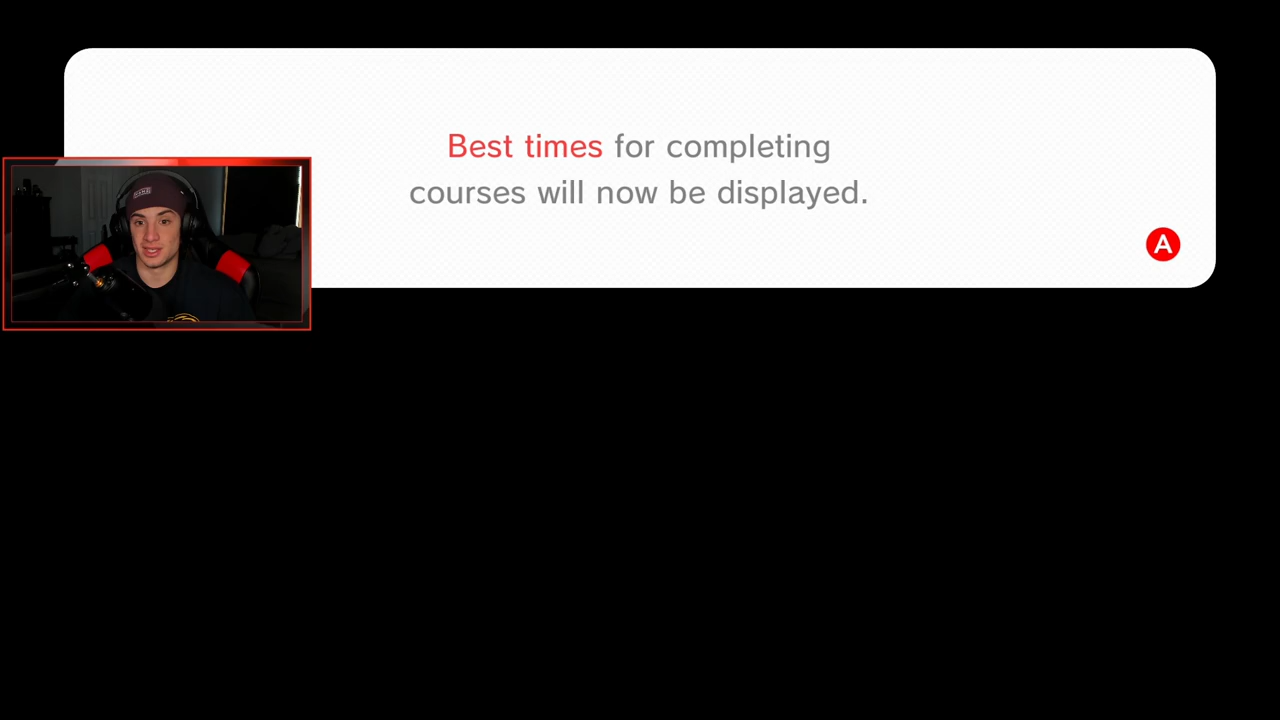 Best times for completing
courses will now be displayed.
A